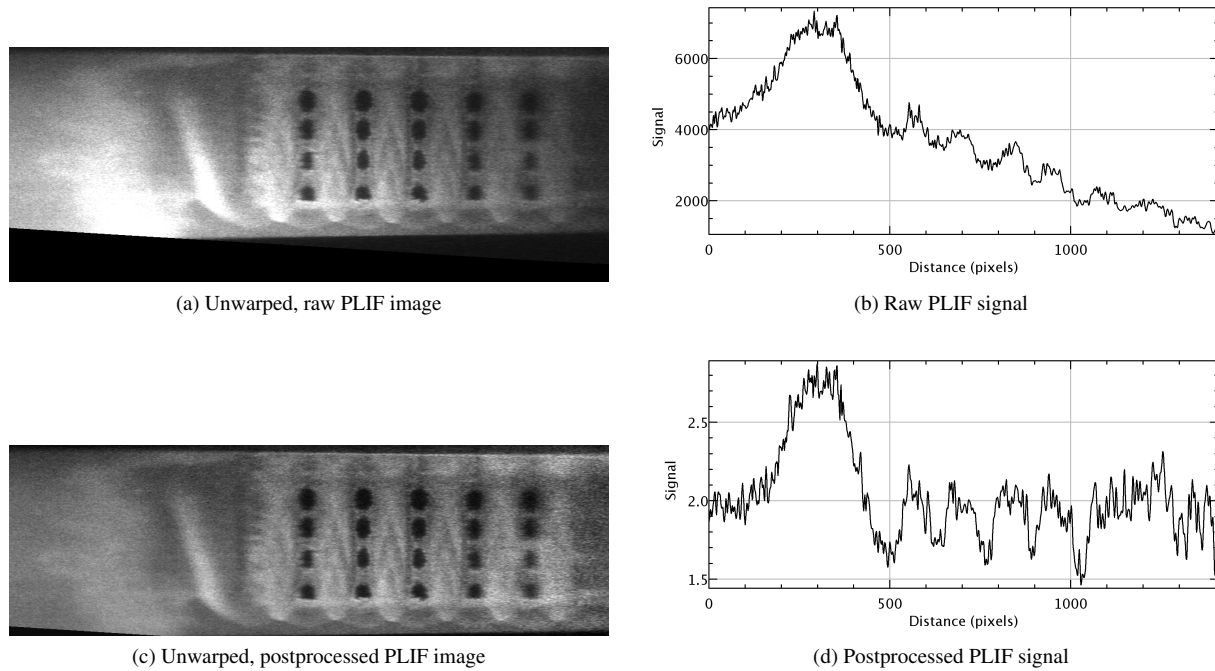 6000
4000
2000
Signal
0
500
1000
Distance (pixels)
(a) Unwarped, raw PLIF image
(b) Raw PLIF signal
2.5
2.0
1.5
Signal
0
500
1000
Distance (pixels)
(c) Unwarped, postprocessed PLIF image
(d) Postprocessed PLIF signal